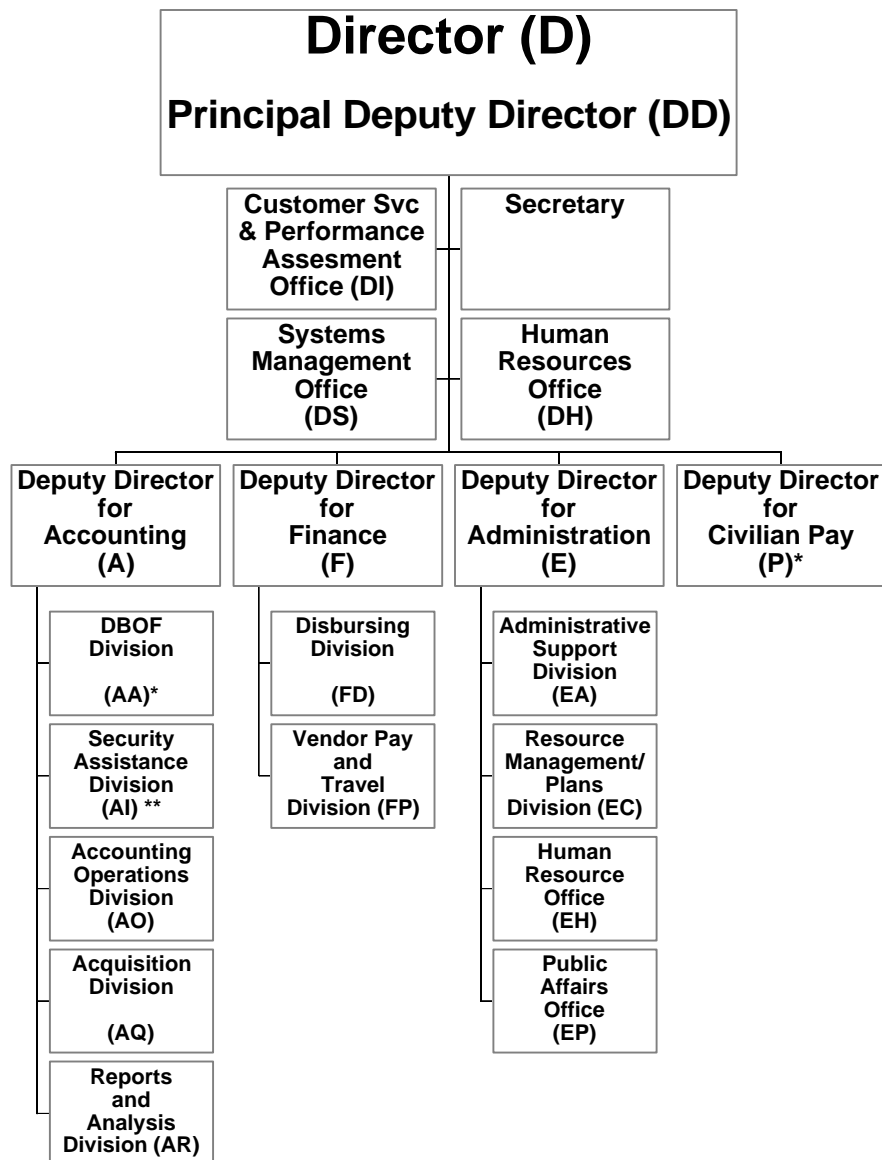 Director (D)
Principal Deputy Director (DD)
Customer Svc
& Performance
Assesment
Office (DI)
Secretary
Systems
Management
Office
(DS)
Human
Resources
Office
(DH)
Deputy Director
for
Accounting
(A)
Deputy Director
for
Finance
(F)
Deputy Director
for
Administration
(E)
Deputy Director
for
Civilian Pay
(P)*
DBOF
Division
(AA)*
Security
Assistance
Division
(AI) **
Accounting
Operations
Division
(AO)
Acquisition
Division
(AQ)
Reports
and
Analysis
Division (AR)
Disbursing
Division
(FD)
Vendor Pay
and
Travel
Division (FP)
Administrative
Support
Division
(EA)
Resource
Management/
Plans
Division (EC)
Human
Resource
Office
(EH)
Public
Affairs
Office
(EP)